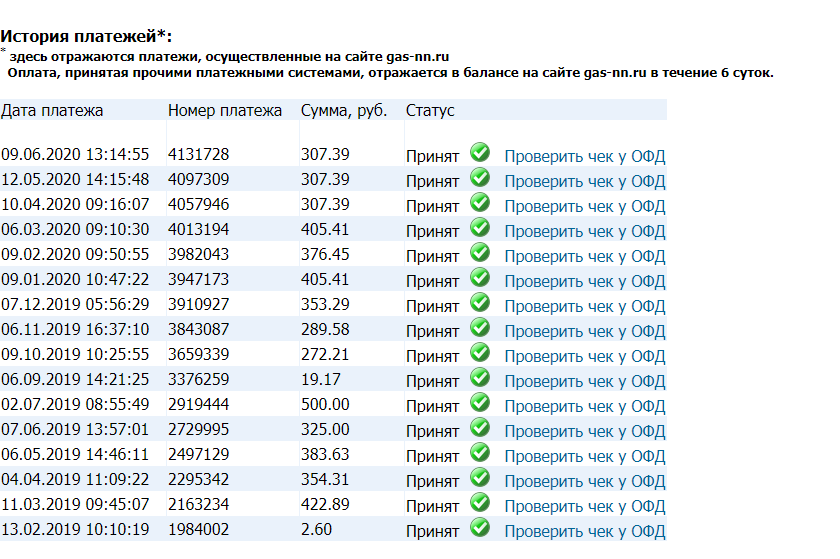 История платежей*:
* здесь отражаются платежи, осуществленные на сайте gas-nn.ru
Оплата, принятая прочими платежными системами, отражается в балансе на сайте gas-nn.ru в течение 6 суток.
Дата платежа Номер платежа Сумма, руб. Статус
09.06.2020 13:14:55 4131728 307.39 Принят Проверить чек у ОФД
12.05.2020 14:15:48 4097309 307.39 Принят Проверить чек у ОФД
10.04.2020 09:16:07 4057946 307.39 Принят Проверить чек у ОФД
06.03.2020 09:10:30 4013194 405.41 Принят Проверить чек у ОФД
09.02.2020 09:50:55 3982043 376.45 Принят Проверить чек у ОФД
09.01.2020 10:47:22 3947173 405.41 Принят Проверить чек у ОФД
07.12.2019 05:56:29 3910927 353.29 Принят Проверить чек у ОФД
06.11.2019 16:37:10 3843087 289.58 Принят Проверить чек у ОФД
09.10.2019 10:25:55 3659339 272.21 Принят Проверить чек у ОФД
06.09.2019 14:21:25 3376259 19.17 Принят Проверить чек у ОФД
02.07.2019 08:55:49 2919444 500.00 Принят Проверить чек у ОФД
07.06.2019 13:57:01 2729995 325.00 Принят Проверить чек у ОФД
06.05.2019 14:46:11 2497129 383.63 Принят Проверить чек у ОФД
04.04.2019 11:09:22 2295342 354.31 Принят Проверить чек у ОФД
11.03.2019 09:45:07 2163234 422.89 Принят Проверить чек у ОФД
13.02.2019 10:10:19 1984002 2.60 Принят Проверить чек у ОФД